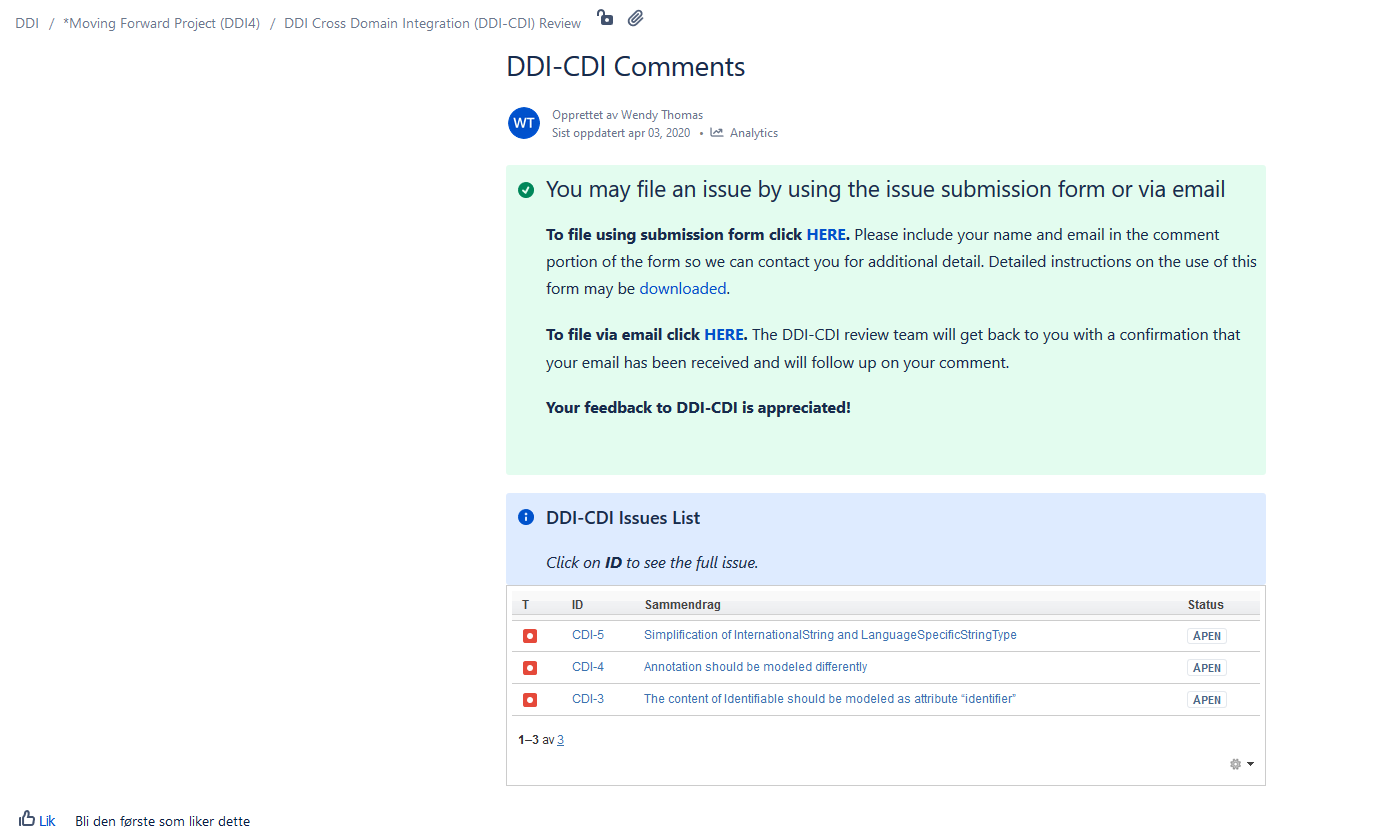 DDI / *Moving Forward Project (DDI4) / DDI Cross Domain Integration (DDI-CDI) Review
DDI-CDI Comments
WT
Opprettet av Wendy Thomas
Sist oppdatert apr 03, 2020 • Analytics
You may file an issue by using the issue submission form or via email
To file using submission form click HERE. Please include your name and email in the comment
portion of the form so we can contact you for additional detail. Detailed instructions on the use of this
form may be downloaded.
To file via email click HERE. The DDI-CDI review team will get back to you with a confirmation that
your email has been received and will follow up on your comment.
Your feedback to DDI-CDI is appreciated!
DDI-CDI Issues List
Click on ID to see the full issue.
T ID Sammendrag Status
CDI-5 Simplification of InternationalString and LanguageSpecificStringType ÅPEN
CDI-4 Annotation should be modeled differently ÅPEN
CDI-3 The content of Identifiable should be modeled as attribute “identifier” ÅPEN
1–3 av 3
Lik Bli den første som liker dette